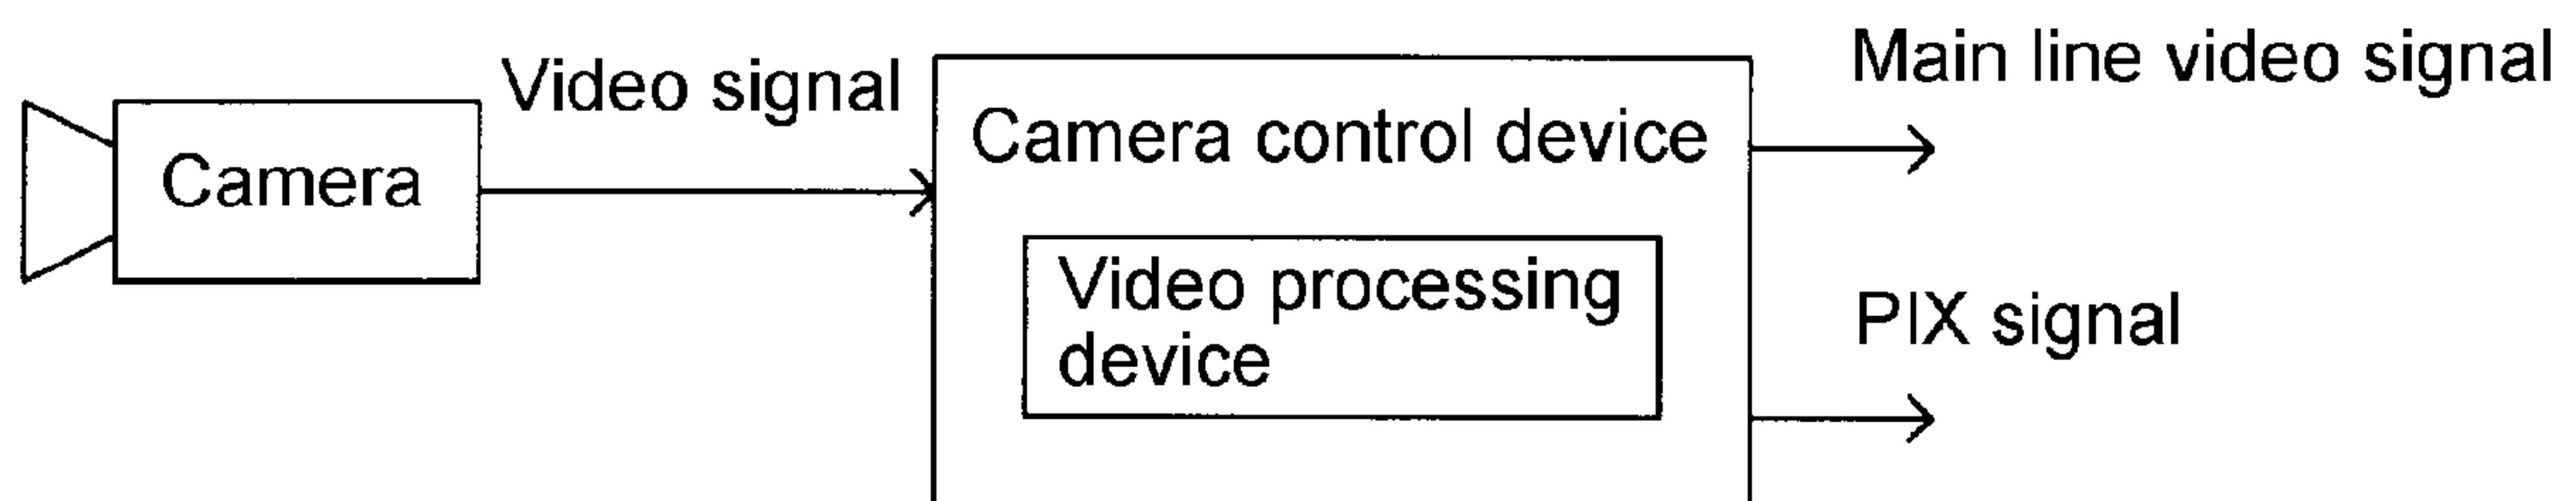 Camera
Video signal
Camera control device
Video processing
device
Main line video signal
PIX signal